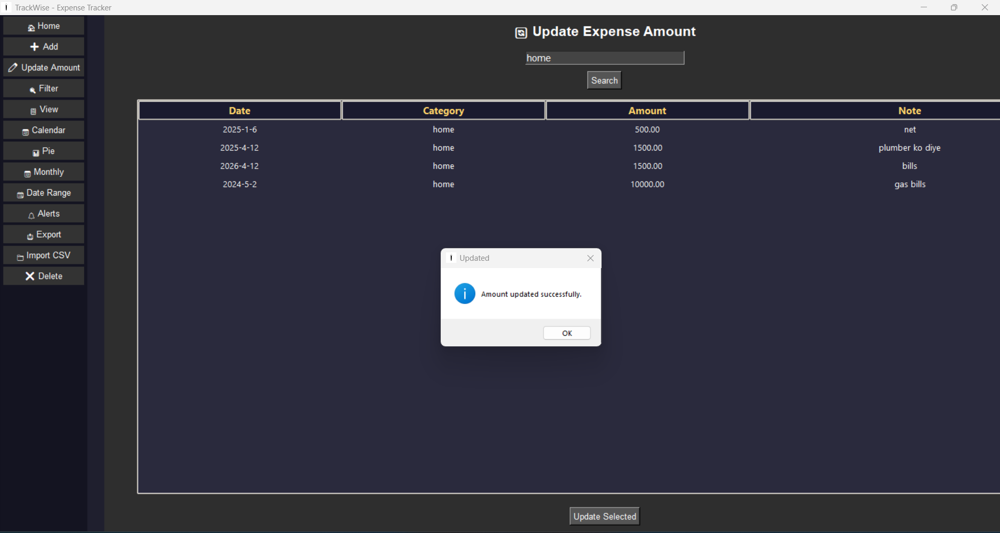 TrackWise - Expense Tracker
Home
Add
Update Amount
Filter
View
Calendar
Pie
Monthly
Date Range
Alerts
Export
Import CSV
Delete
Update Expense Amount
home
Search
Date Category Amount Note
2025-1-6 home 500.00 net
2025-4-12 home 1500.00 plumber ko diye
2026-4-12 home 1500.00 bills
2024-5-2 home 10000.00 gas bills
Updated
Amount updated successfully.
OK
Update Selected